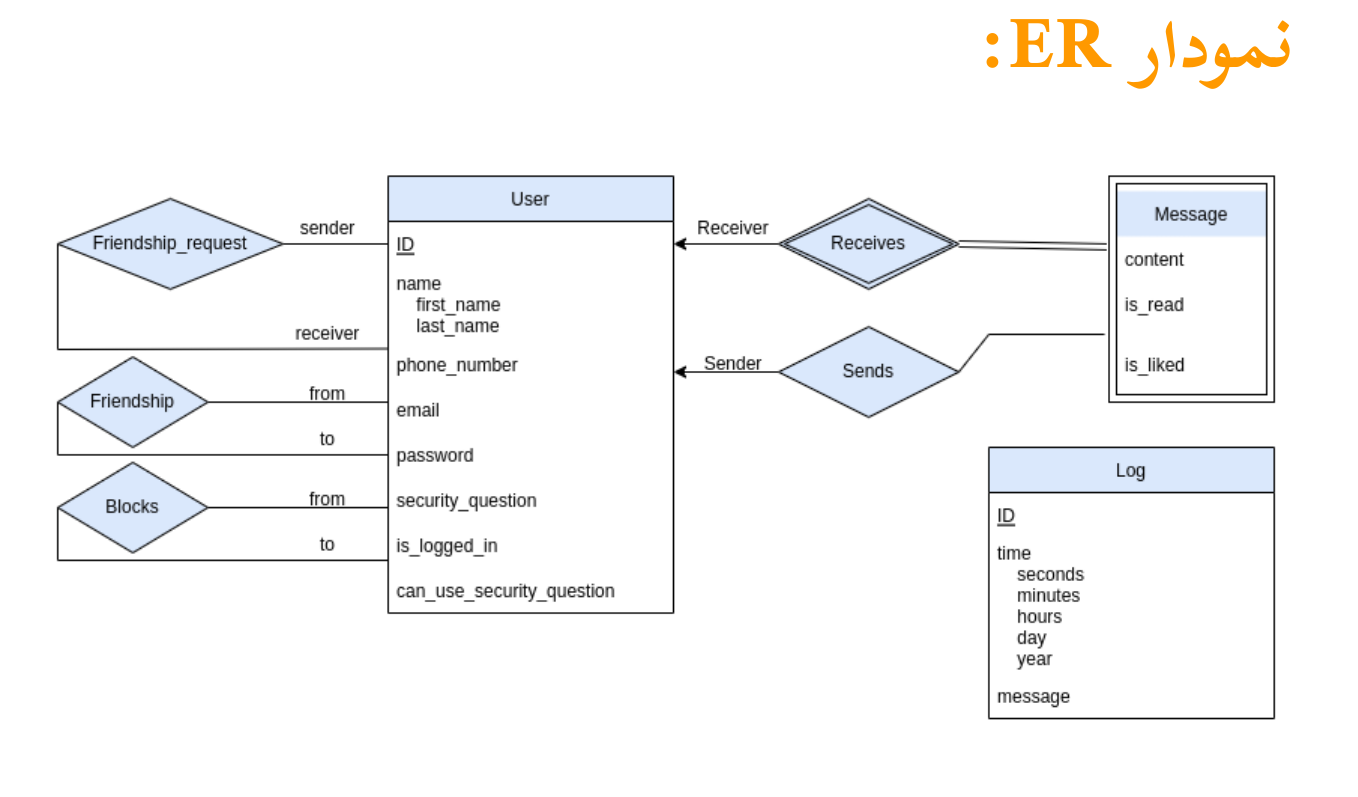 نمودار ER:
Friendship_request
sender
receiver
Friendship
from
to
Blocks
from
to
User
ID
name
first_name
last_name
phone_number
email
password
security_question
is_logged_in
can_use_security_question
Receiver
Receives
Sender
Sends
Message
content
is_read
is_liked
Log
ID
time
seconds
minutes
hours
day
year
message